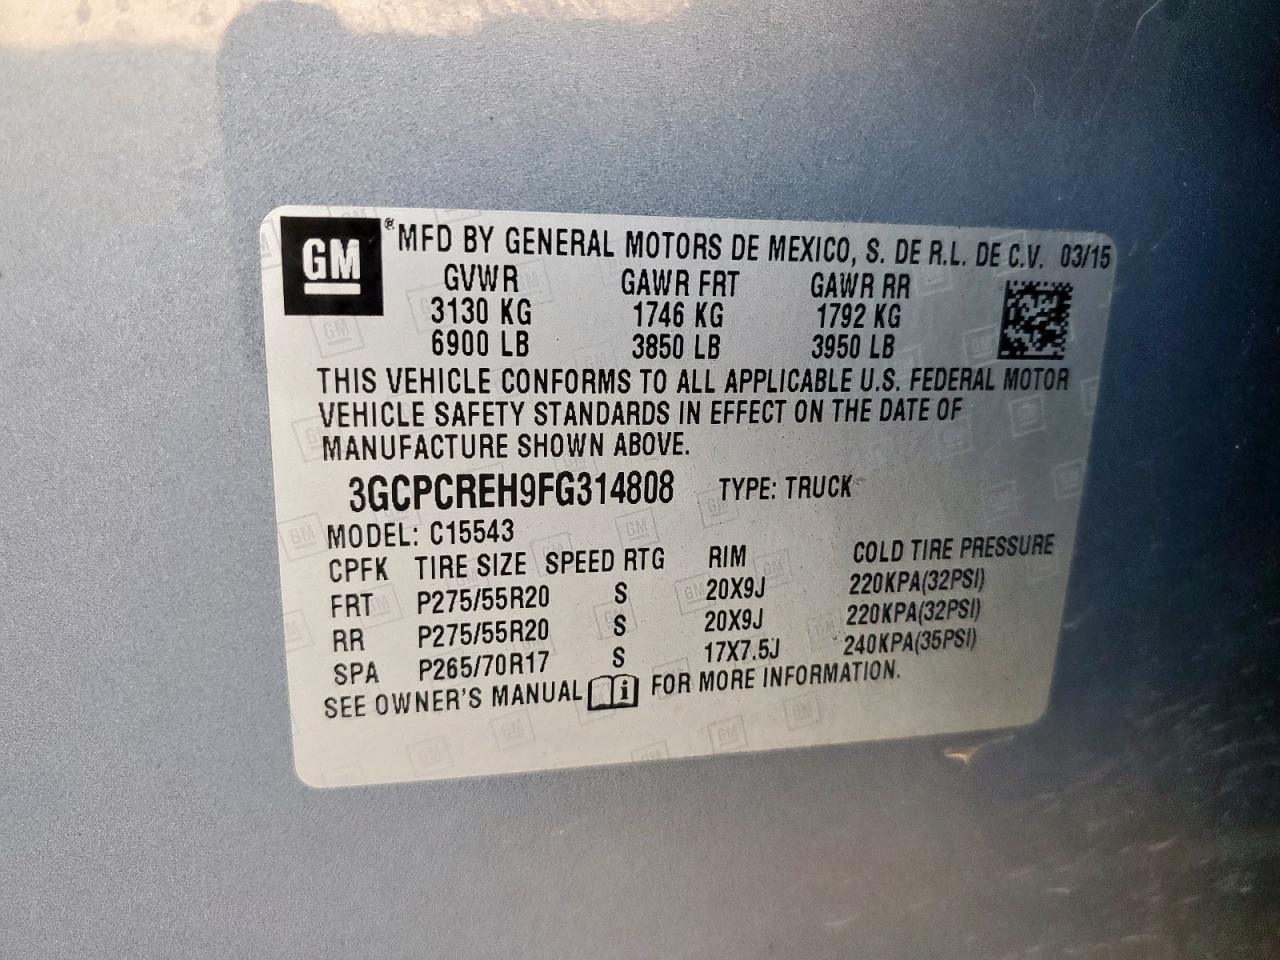 GM ® MFD BY GENERAL MOTORS DE MEXICO, S. DE R.L. DE C.V. 03/15
GVWR GAWR FRT GAWR RR
3130 KG 1746 KG 1792 KG
6900 LB 3850 LB 3950 LB
THIS VEHICLE CONFORMS TO ALL APPLICABLE U.S. FEDERAL MOTOR
VEHICLE SAFETY STANDARDS IN EFFECT ON THE DATE OF
MANUFACTURE SHOWN ABOVE.
3GCPCREH9FG314808 TYPE: TRUCK
MODEL: C15543
CPFK TIRE SIZE SPEED RTG RIM COLD TIRE PRESSURE
FRT P275/55R20 S 20X9J 220KPA(32PSI)
RR P275/55R20 S 20X9J 220KPA(32PSI)
SPA P265/70R17 S 17X7.5J 240KPA(35PSI)
SEE OWNER'S MANUAL i FOR MORE INFORMATION.